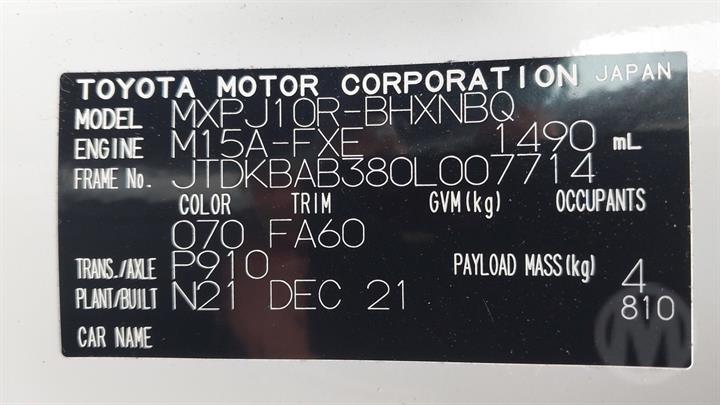 TOYOTA MOTOR CORPORATION JAPAN
MODEL MXPJ10R-BHXNBQ
ENGINE M15A-FXE 1490 mL
FRAME No. JTDKBAB380L007714
COLOR TRIM GVM(kg) OCCUPANTS
070 FA60
TRANS./AXLE P910 PAYLOAD MASS(kg) 4
PLANT/BUILT N21 DEC 21 810
CAR NAME
M